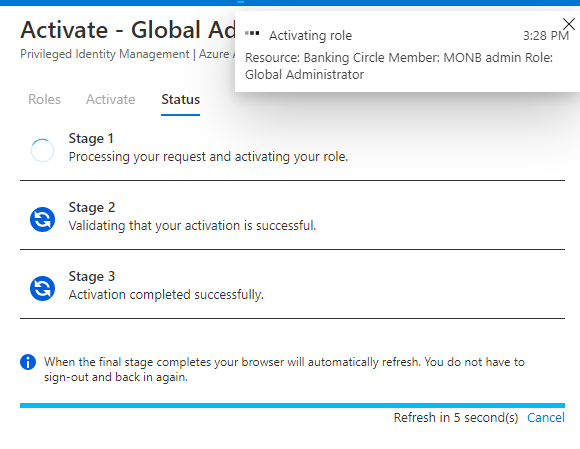 Activate - Global Ad
Privileged Identity Management | Azure
Activating role 3:28 PM
Resource: Banking Circle Member: MONB admin Role:
Global Administrator
Roles Activate Status
Stage 1
Processing your request and activating your role.
Stage 2
Validating that your activation is successful.
Stage 3
Activation completed successfully.
When the final stage completes your browser will automatically refresh. You do not have to
sign-out and back in again.
Refresh in 5 second(s) Cancel